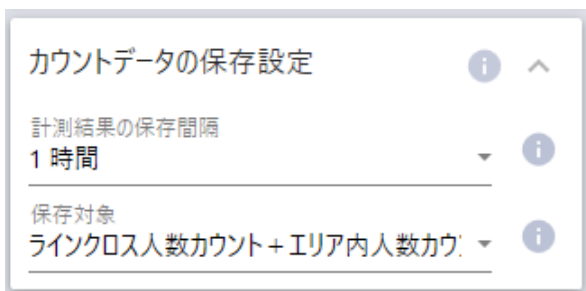 カウントデータの保存設定
計測結果の保存間隔
1 時間
保存対象
ラインクロス人数カウント+エリア内人数カウ